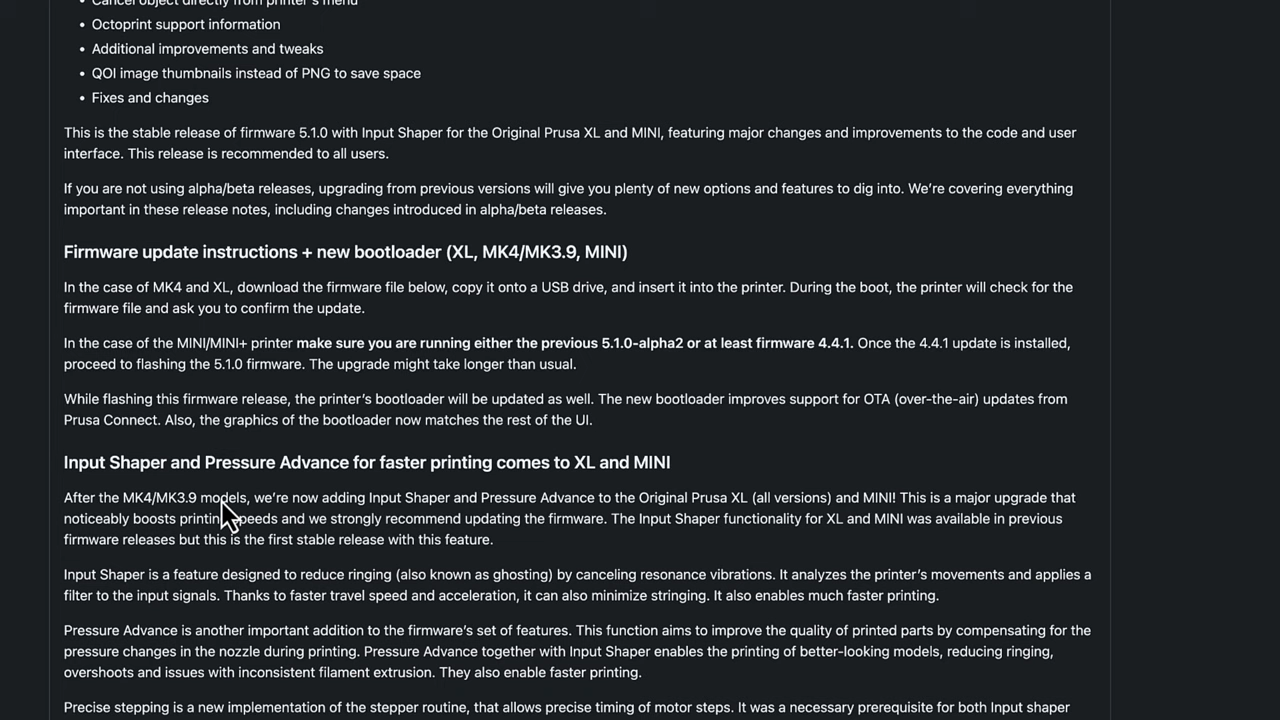 Cancel object directly from printer's menu
• Octoprint support information
• Additional improvements and tweaks
• QOI image thumbnails instead of PNG to save space
• Fixes and changes
This is the stable release of firmware 5.1.0 with Input Shaper for the Original Prusa XL and MINI, featuring major changes and improvements to the code and user
interface. This release is recommended to all users.
If you are not using alpha/beta releases, upgrading from previous versions will give you plenty of new options and features to dig into. We're covering everything
important in these release notes, including changes introduced in alpha/beta releases.
Firmware update instructions + new bootloader (XL, MK4/MK3.9, MINI)
In the case of MK4 and XL, download the firmware file below, copy it onto a USB drive, and insert it into the printer. During the boot, the printer will check for the
firmware file and ask you to confirm the update.
In the case of the MINI/MINI+ printer make sure you are running either the previous 5.1.0-alpha2 or at least firmware 4.4.1. Once the 4.4.1 update is installed,
proceed to flashing the 5.1.0 firmware. The upgrade might take longer than usual.
While flashing this firmware release, the printer's bootloader will be updated as well. The new bootloader improves support for OTA (over-the-air) updates from
Prusa Connect. Also, the graphics of the bootloader now matches the rest of the UI.
Input Shaper and Pressure Advance for faster printing comes to XL and MINI
After the MK4/MK3.9 models, we're now adding Input Shaper and Pressure Advance to the Original Prusa XL (all versions) and MINI! This is a major upgrade that
noticeably boosts printing speeds and we strongly recommend updating the firmware. The Input Shaper functionality for XL and MINI was available in previous
firmware releases but this is the first stable release with this feature.
Input Shaper is a feature designed to reduce ringing (also known as ghosting) by canceling resonance vibrations. It analyzes the printer's movements and applies a
filter to the input signals. Thanks to faster travel speed and acceleration, it can also minimize stringing. It also enables much faster printing.
Pressure Advance is another important addition to the firmware's set of features. This function aims to improve the quality of printed parts by compensating for the
pressure changes in the nozzle during printing. Pressure Advance together with Input Shaper enables the printing of better-looking models, reducing ringing,
overshoots and issues with inconsistent filament extrusion. They also enable faster printing.
Precise stepping is a new implementation of the stepper routine, that allows precise timing of motor steps. It was a necessary prerequisite for both Input shaper